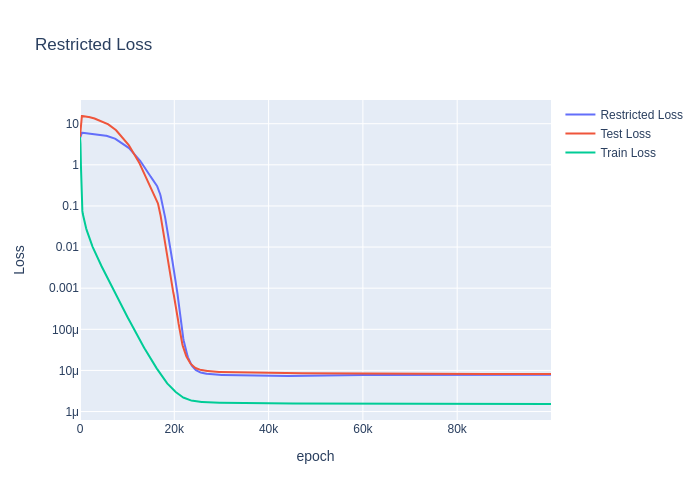 Restricted Loss
Restricted Loss
Test Loss
Train Loss
10
1
0.1
0.01
0.001
100μ
10μ
1μ
Loss
0
20k
40k
60k
80k
epoch